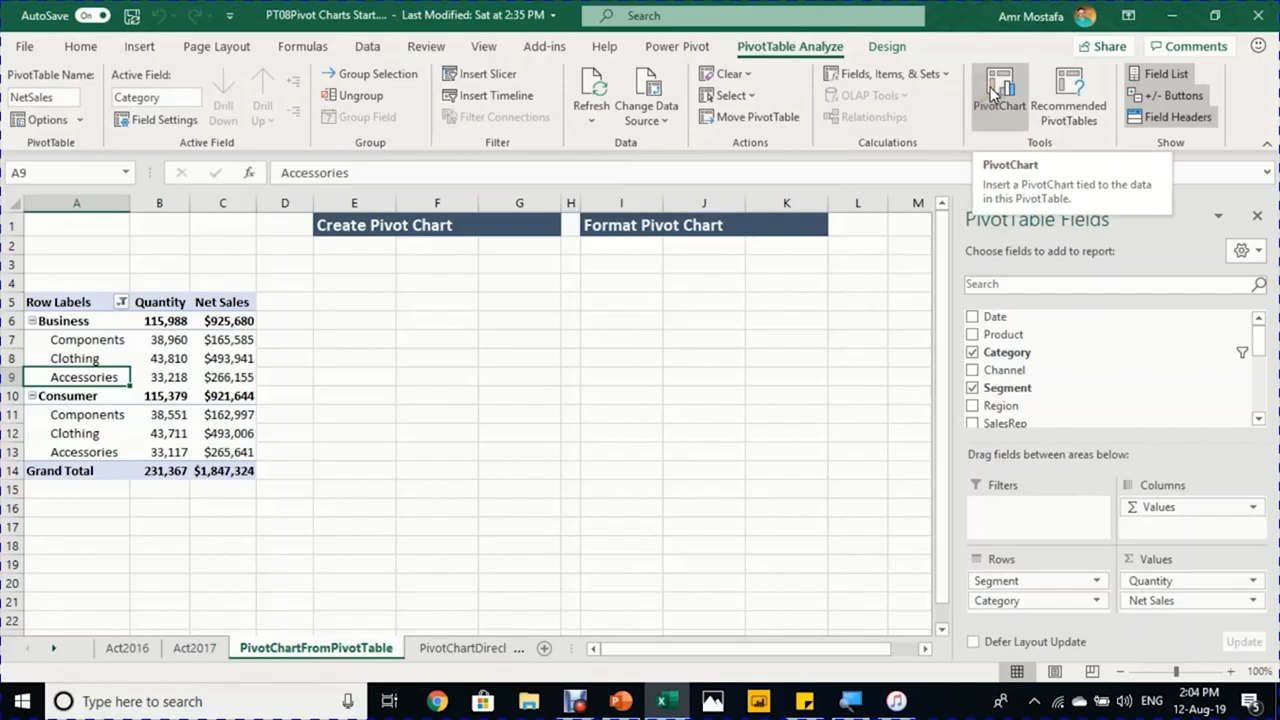 AutoSave On PT08Pivot Charts Start.... - Last Modified: Sat at 2:35 PM Search Amr Mostafa
File Home Insert Page Layout Formulas Data Review View Add-ins Help Power Pivot PivotTable Analyze Design Share Comments
PivotTable Name: Active Field: Group Selection Insert Slicer Clear Fields, Items, & Sets Field List
NetSales Category Drill Down Drill Up Ungroup Insert Timeline Refresh Change Data Source Select OLAP Tools PivotChart Recommended PivotTables +/- Buttons
Options Field Settings Group Field Filter Connections Move PivotTable Relationships Field Headers
PivotTable Active Field Group Filter Data Actions Calculations Tools Show
A9 fx Accessories
PivotChart
Insert a PivotChart tied to the data
in this PivotTable.
A B C D E F G H I J K L M
1 Create Pivot Chart Format Pivot Chart
2
3
4
5 Row Labels Quantity Net Sales
6 Business 115,988 $925,680
7 Components 38,960 $165,585
8 Clothing 43,810 $493,941
9 Accessories 33,218 $266,155
10 Consumer 115,379 $921,644
11 Components 38,551 $162,997
12 Clothing 43,711 $493,006
13 Accessories 33,117 $265,641
14 Grand Total 231,367 $1,847,324
15
16
17
18
19
20
21
22
PivotTable Fields
Choose fields to add to report:
Search
Date
Product
Category
Channel
Segment
Region
SalesRep
Drag fields between areas below:
Filters Columns
Σ Values
Rows Σ Values
Segment Quantity
Category Net Sales
Defer Layout Update Update
Act2016 Act2017 PivotChartFromPivotTable PivotChartDirecl ...
100%
Type here to search ENG 2:04 PM
12-Aug-19 5